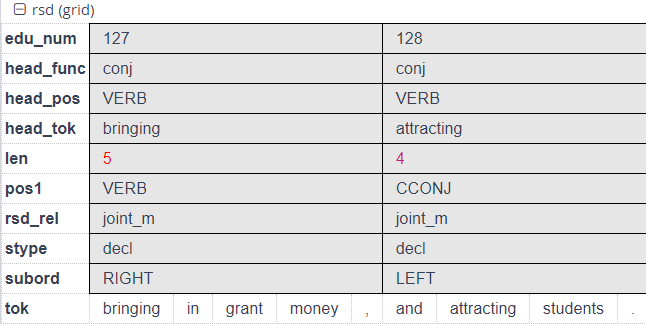 rsd (grid)
edu_num 127 128
head_func conj conj
head_pos VERB VERB
head_tok bringing attracting
len 5 4
pos1 VERB CCONJ
rsd_rel joint_m joint_m
stype decl decl
subord RIGHT LEFT
tok bringing in grant money , and attracting students .